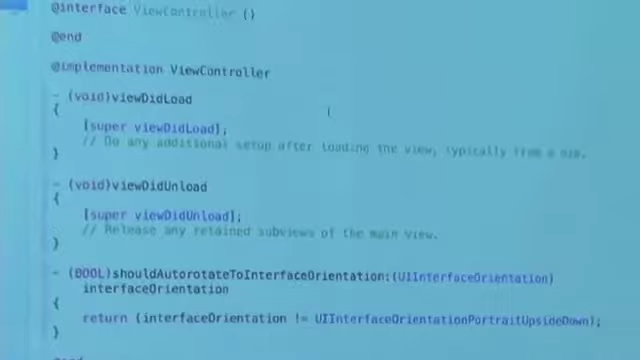 @interface ViewController ()
@end
@implementation ViewController
- (void)viewDidLoad
{
[super viewDidLoad];
// Do any additional setup after loading the view, typically from a nib.
}
- (void)viewDidUnload
{
[super viewDidUnload];
// Release any retained subviews of the main view.
}
- (BOOL)shouldAutorotateToInterfaceOrientation:(UIInterfaceOrientation)
interfaceOrientation
{
return (interfaceOrientation != UIInterfaceOrientationPortraitUpsideDown);
}
@end